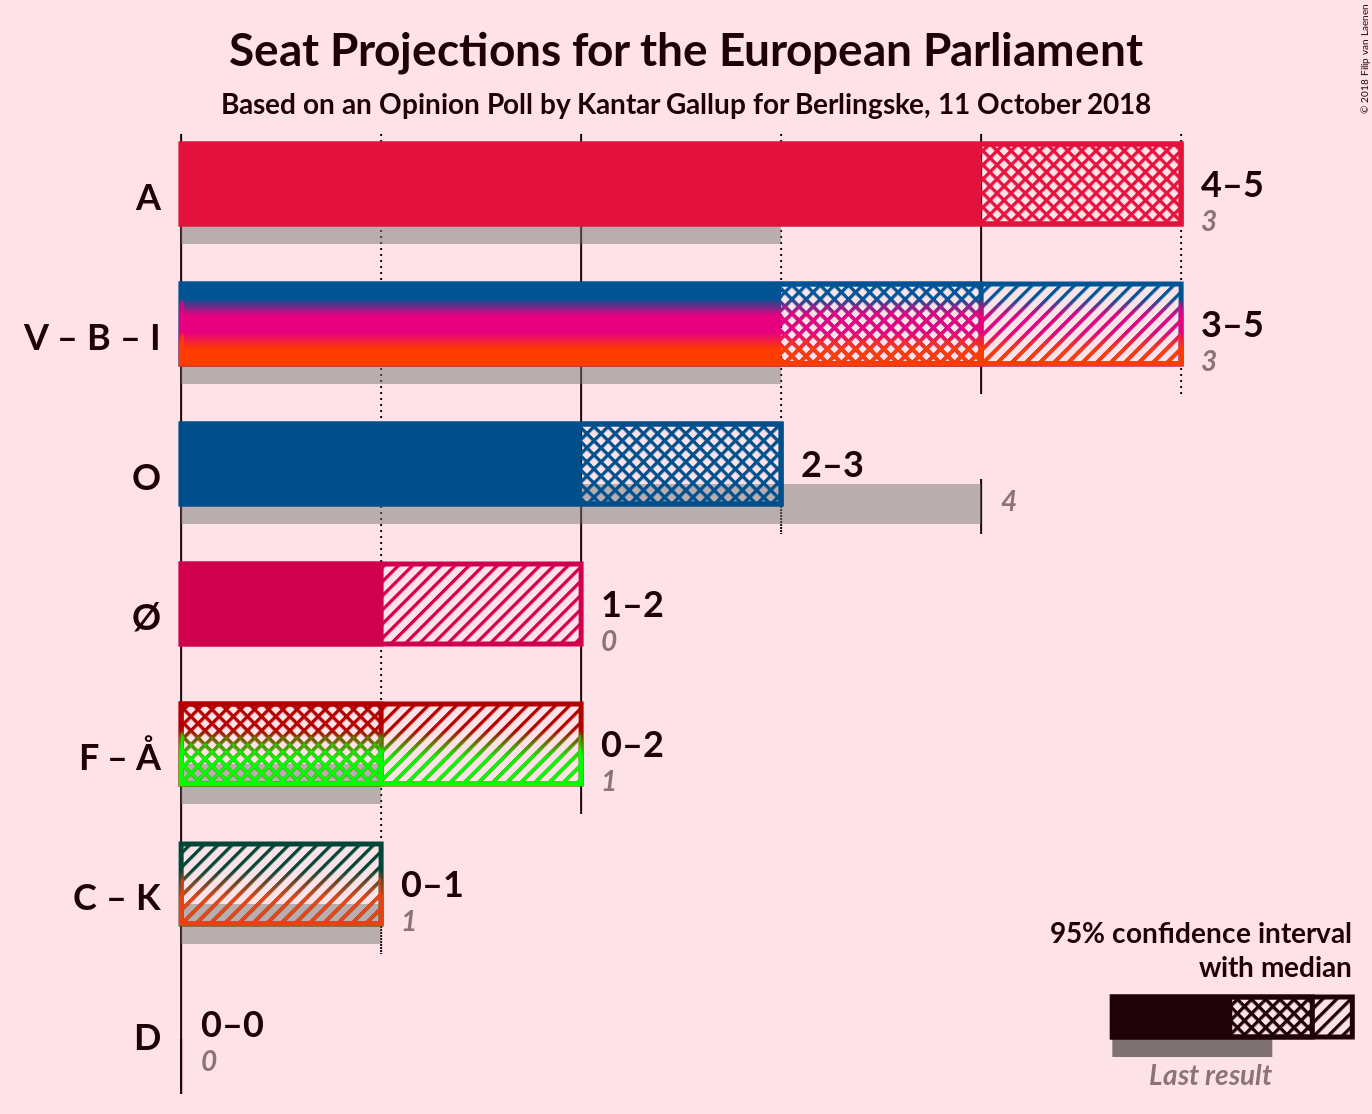 Seat Projections for the European Parliament
Based on an Opinion Poll by Kantar Gallup for Berlingske, 11 October 2018
© 2018 Filip van Laenen
A
4–5
3
V – B – I
3–5
3
O
2–3
4
Ø
1–2
0
F – Å
0–2
1
C – K
0–1
1
D
0–0
0
95% confidence interval
with median
Last result